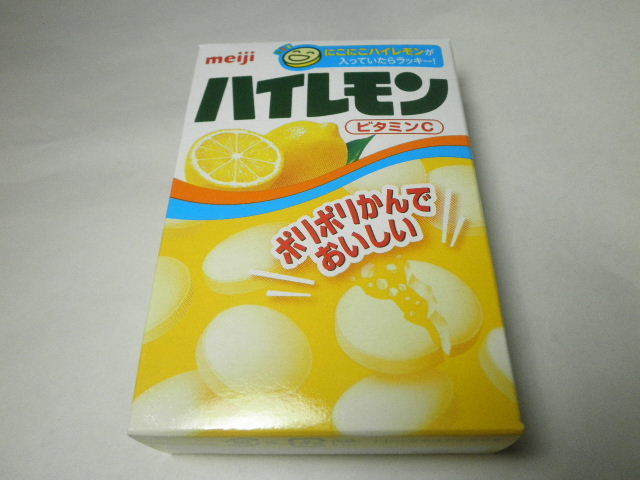 meiji
にこにこハイレモンが
入っていたらラッキー!
ハイレモン
ビタミンC
ポリポリかんで
おいしい